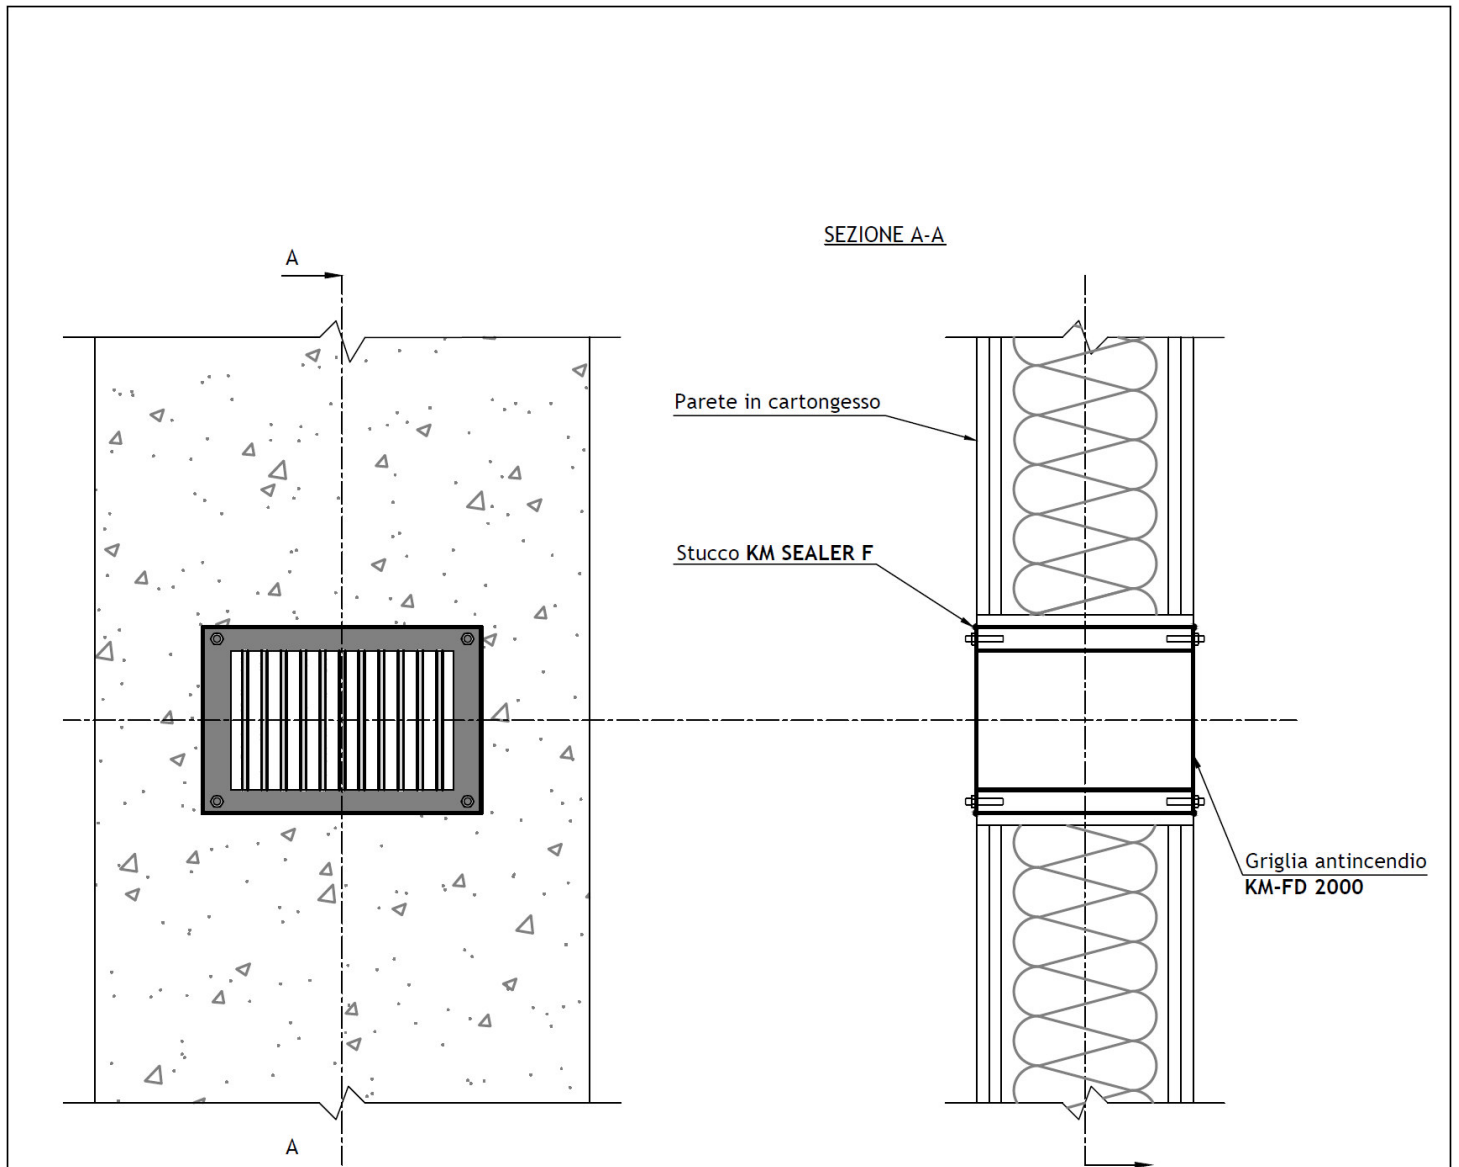 SEZIONE A-A
A
Parete in cartongesso
Stucco KM SEALER F
Griglia antincendio
KM-FD 2000
A